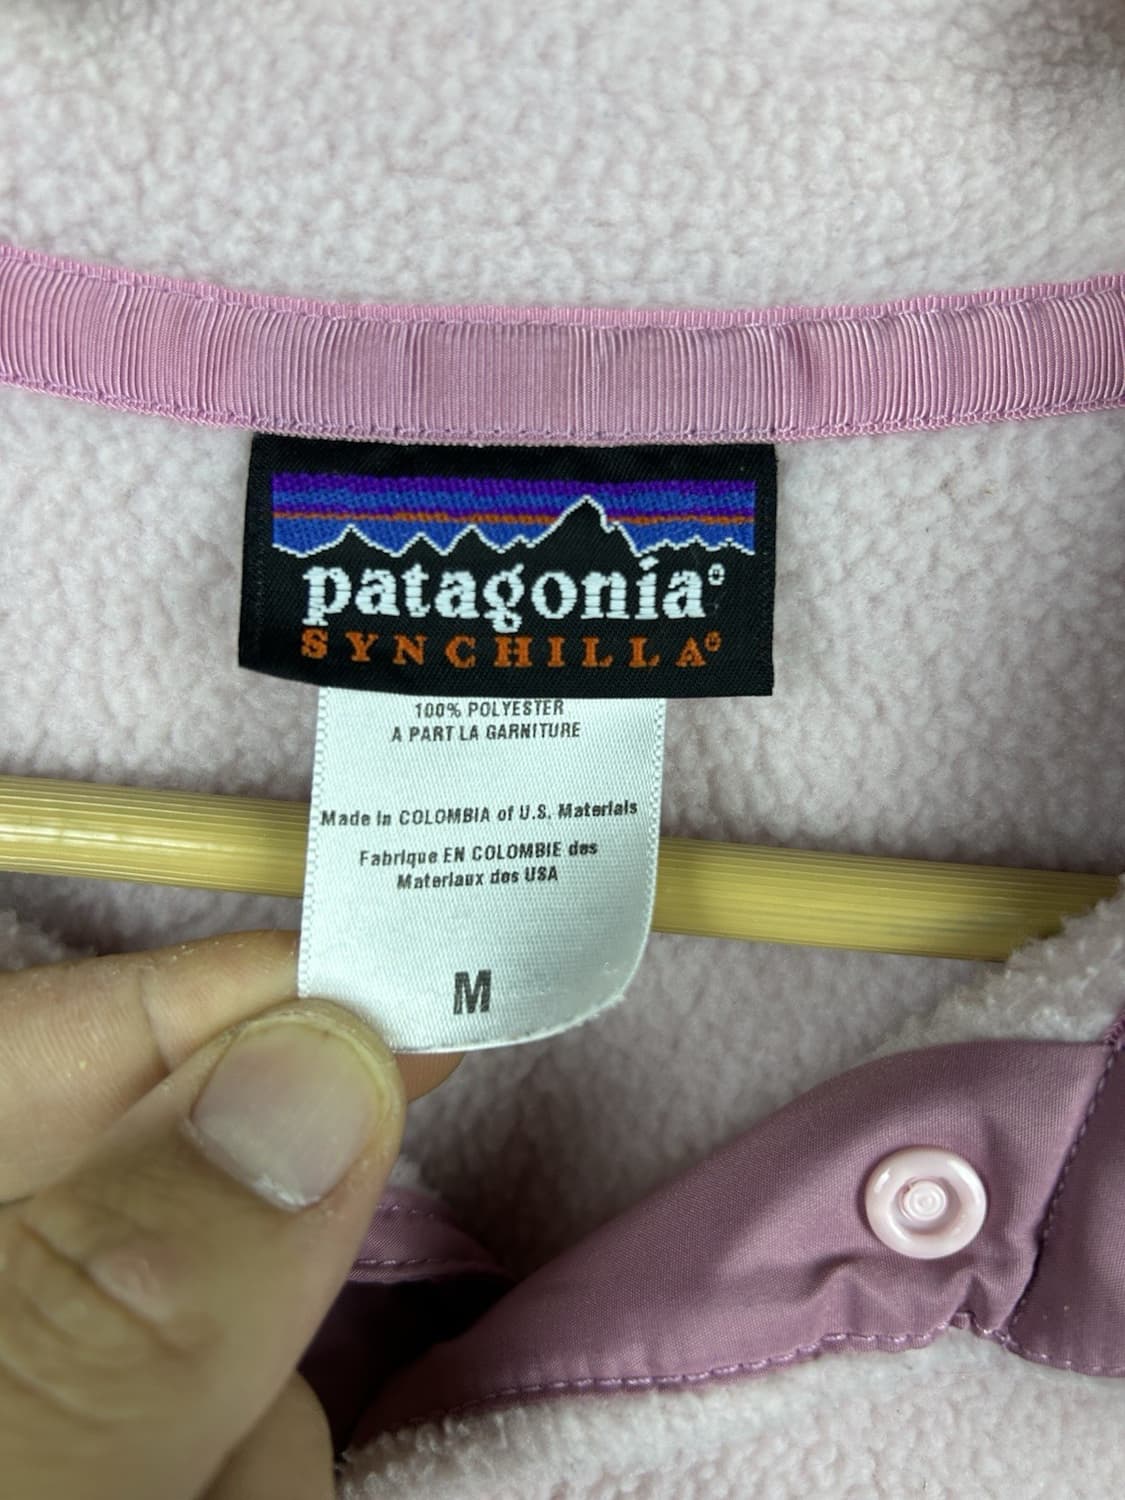 patagonia®
SYNCHILLA®
100% POLYESTER
A PART LA GARNITURE
Made in COLOMBIA of U.S. Materials
Fabrique EN COLOMBIE des
Materiaux des USA
M